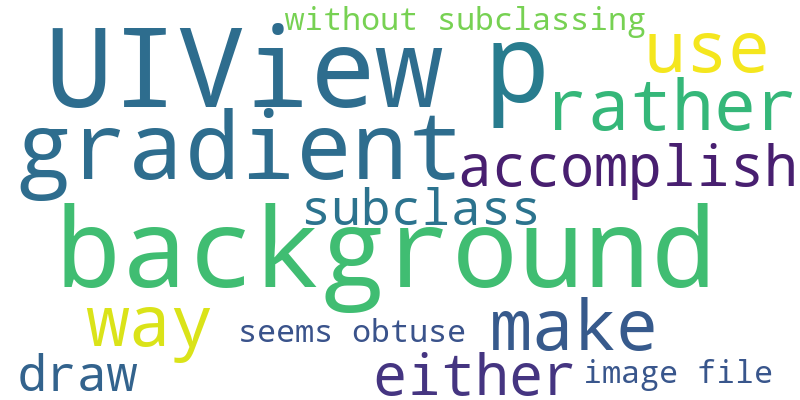 without subclassing
UIView p use
rather
gradient accomplish
subclass
background
way seems obtuse make
draw either image file